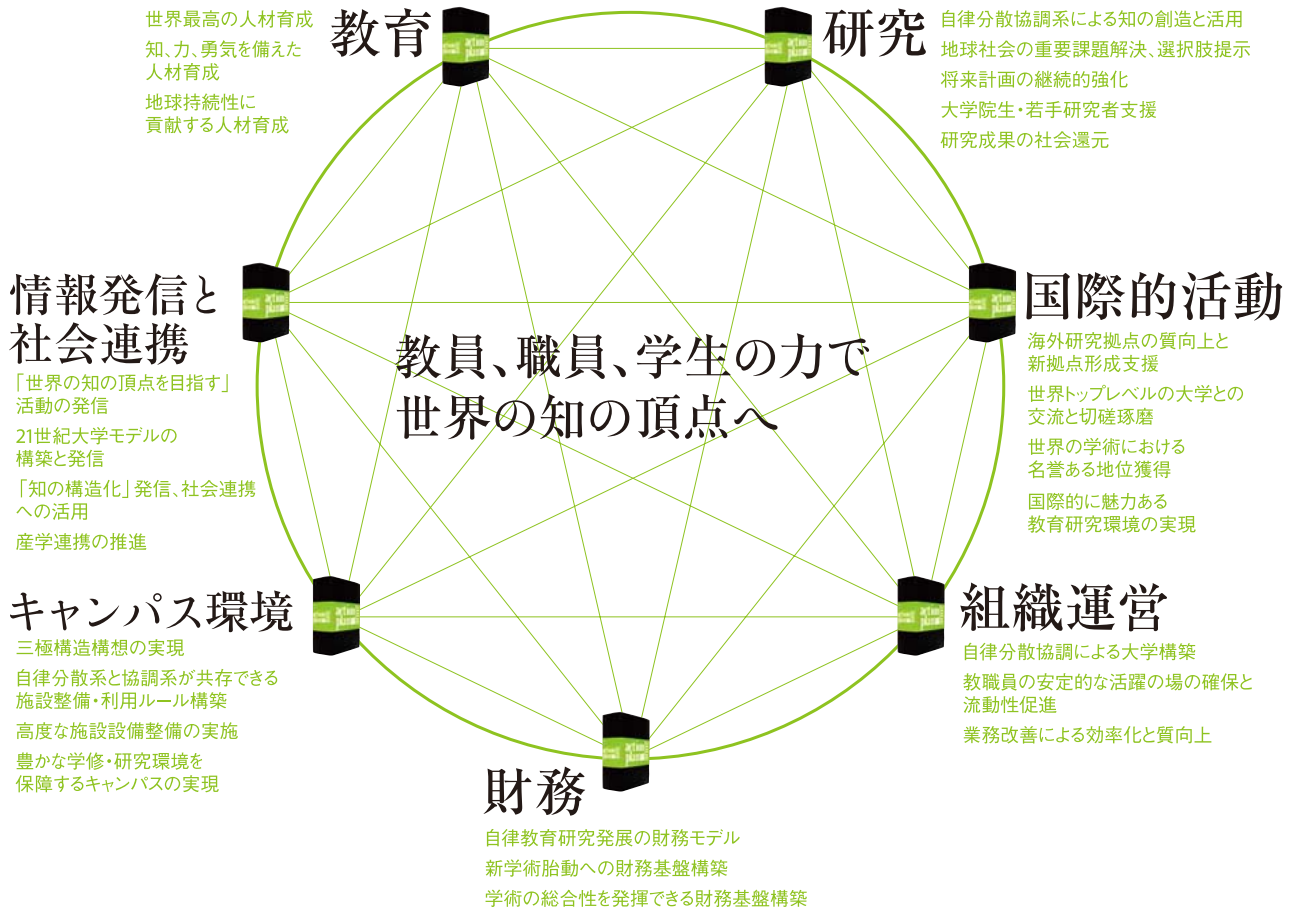 教育
世界最高の人材育成
知、力、勇気を備えた
人材育成
地球持続性に
貢献する人材育成
研究
自律分散協調系による知の創造と活用
地球社会の重要課題解決、選択肢提示
将来計画の継続的強化
大学院生・若手研究者支援
研究成果の社会還元
情報発信と
社会連携
「世界の知の頂点を目指す」
活動の発信
21世紀大学モデルの
構築と発信
「知の構造化」発信、社会連携
への活用
産学連携の推進
教員、職員、学生の力で
世界の知の頂点へ
国際的活動
海外研究拠点の質向上と
新拠点形成支援
世界トップレベルの大学との
交流と切磋琢磨
世界の学術における
名誉ある地位獲得
国際的に魅力ある
教育研究環境の実現
キャンパス環境
三極構造構想の実現
自律分散系と協調系が共存できる
施設整備・利用ルール構築
高度な施設設備整備の実施
豊かな学修・研究環境を
保障するキャンパスの実現
組織運営
自律分散協調による大学構築
教職員の安定的な活躍の場の確保と
流動性促進
業務改善による効率化と質向上
財務
自律教育研究発展の財務モデル
新学術胎動への財務基盤構築
学術の総合性を発揮できる財務基盤構築